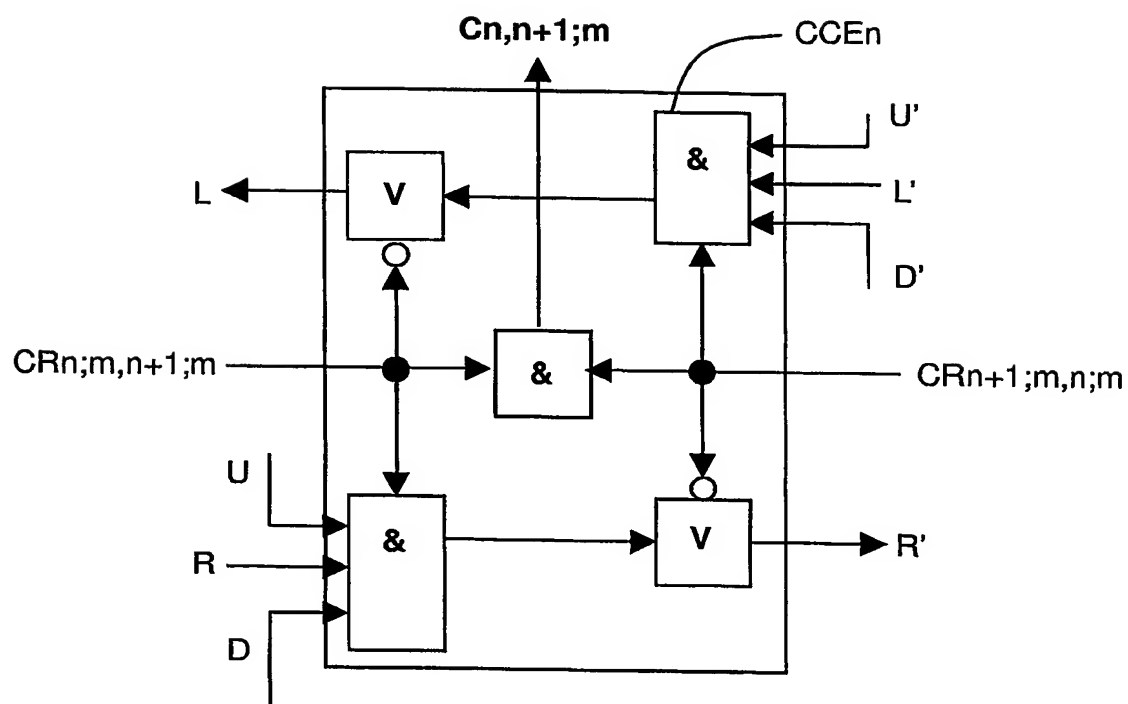 Cn,n+1;m
CCEn
U'
&
V
L
L'
D'
CRn;m,n+1;m
&
CRn+1;m,n;m
U
&
V
R
R'
D